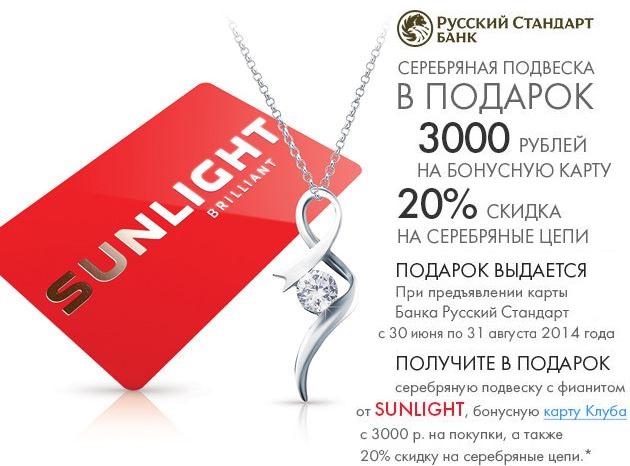 РУССКИЙ СТАНДАРТ
БАНК
СЕРЕБРЯНАЯ ПОДВЕСКА
В ПОДАРОК
3000 РУБЛЕЙ
НА БОНУСНУЮ КАРТУ
20% СКИДКА
НА СЕРЕБРЯНЫЕ ЦЕПИ
SUNLIGHT
BRILLIANT
ПОДАРОК ВЫДАЕТСЯ
При предъявлении карты
Банка Русский Стандарт
с 30 июня по 31 августа 2014 года
ПОЛУЧИТЕ В ПОДАРОК
серебряную подвеску с фианитом
от SUNLIGHT, бонусную карту Клуба
с 3000 р. на покупки, а также
20% скидку на серебряные цепи.*